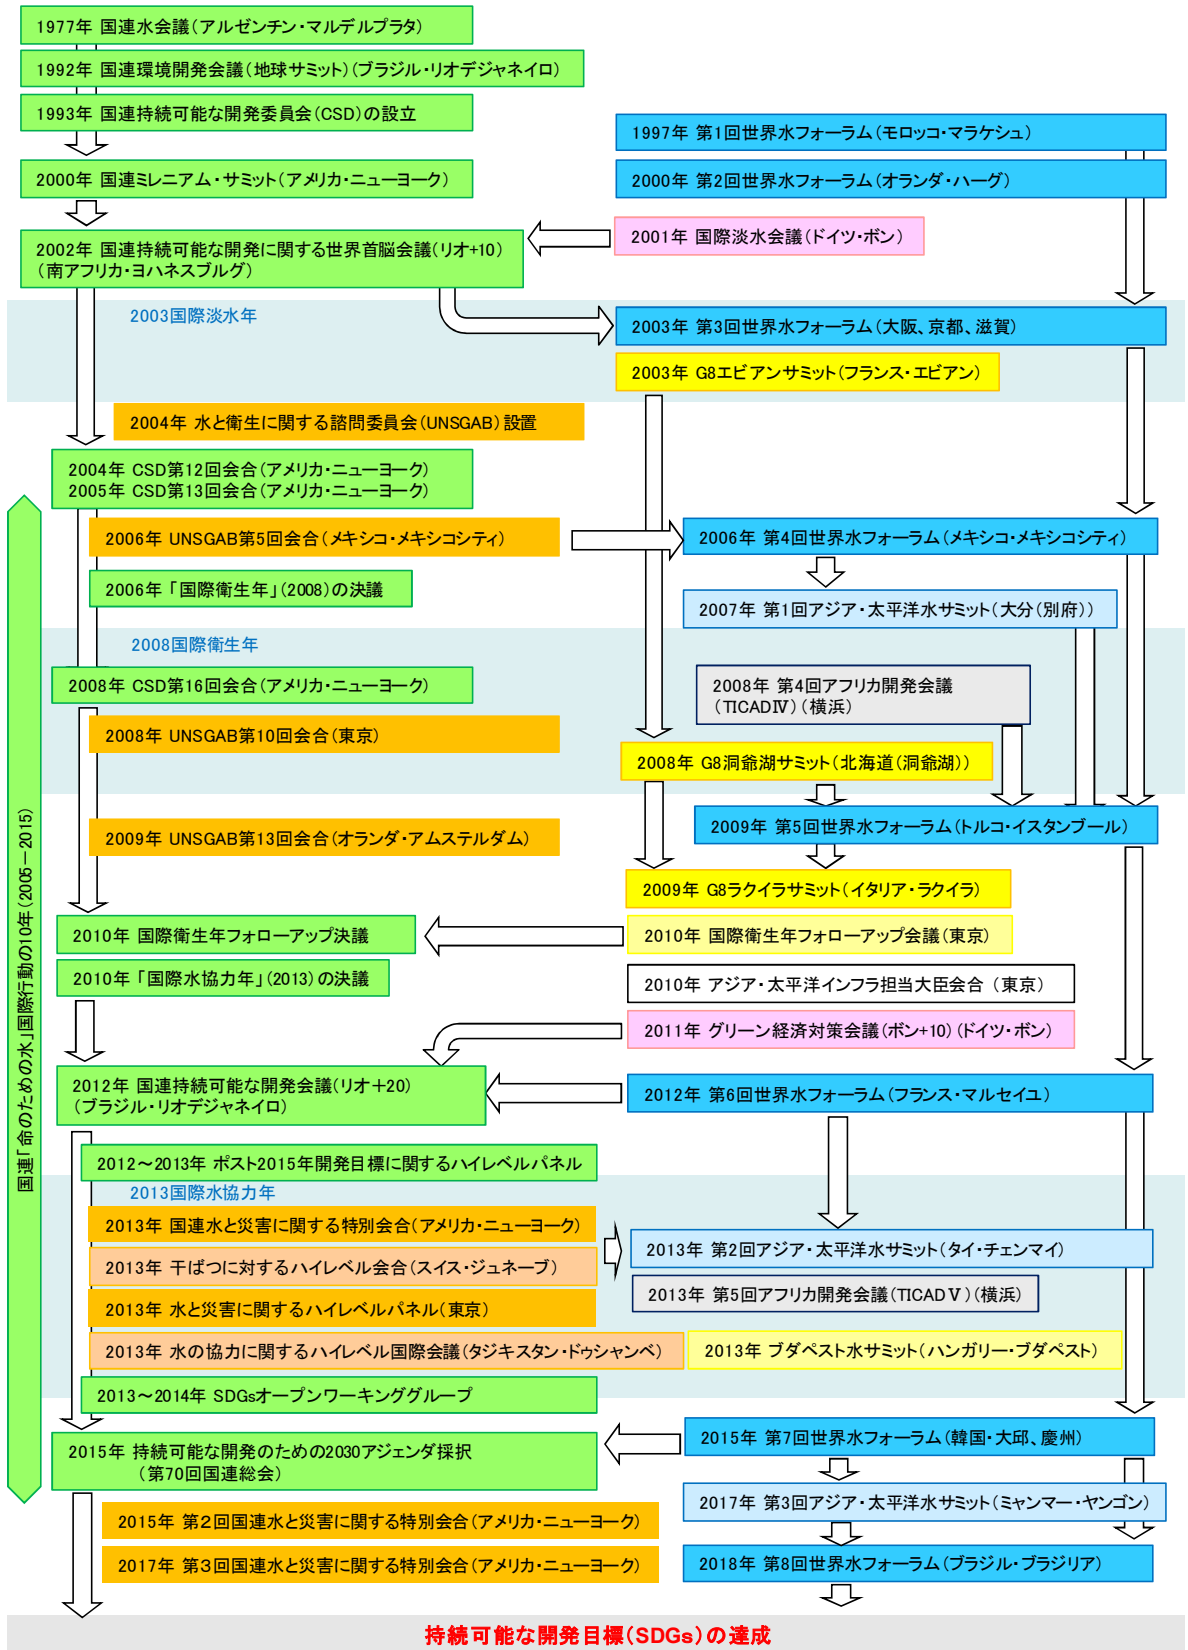 1977年 国連水会議(アルゼンチン・マルデルプラタ)
1992年 国連環境開発会議(地球サミット)(ブラジル・リオデジャネイロ)
1993年 国連持続可能な開発委員会(CSD)の設立
1997年 第1回世界水フォーラム(モロッコ・マラケシュ)
2000年 国連ミレニアム・サミット(アメリカ・ニューヨーク)
2000年 第2回世界水フォーラム(オランダ・ハーグ)
2001年 国際淡水会議(ドイツ・ボン)
2002年 国連持続可能な開発に関する世界首脳会議(リオ+10)
(南アフリカ・ヨハネスブルグ)
2003国際淡水年
2003年 第3回世界水フォーラム(大阪、京都、滋賀)
2003年 G8エビアンサミット(フランス・エビアン)
2004年 水と衛生に関する諮問委員会(UNSGAB)設置
2004年 CSD第12回会合(アメリカ・ニューヨーク)
2005年 CSD第13回会合(アメリカ・ニューヨーク)
国連「命のための水」国際行動の10年(2005-2015)
2006年 UNSGAB第5回会合(メキシコ・メキシコシティ)
2006年 第4回世界水フォーラム(メキシコ・メキシコシティ)
2006年 「国際衛生年」(2008)の決議
2007年 第1回アジア・太平洋水サミット(大分(別府))
2008国際衛生年
2008年 CSD第16回会合(アメリカ・ニューヨーク)
2008年 第4回アフリカ開発会議
(TICADⅣ)(横浜)
2008年 UNSGAB第10回会合(東京)
2008年 G8洞爺湖サミット(北海道(洞爺湖))
2009年 UNSGAB第13回会合(オランダ・アムステルダム)
2009年 第5回世界水フォーラム(トルコ・イスタンブール)
2009年 G8ラクイラサミット(イタリア・ラクイラ)
2010年 国際衛生年フォローアップ決議
2010年 国際衛生年フォローアップ会議(東京)
2010年 「国際水協力年」(2013)の決議
2010年 アジア・太平洋インフラ担当大臣会合 (東京)
2011年 グリーン経済対策会議(ボン+10)(ドイツ・ボン)
2012年 国連持続可能な開発会議(リオ+20)
(ブラジル・リオデジャネイロ)
2012年 第6回世界水フォーラム(フランス・マルセイユ)
2012～2013年 ポスト2015年開発目標に関するハイレベルパネル
2013国際水協力年
2013年 国連水と災害に関する特別会合(アメリカ・ニューヨーク)
2013年 第2回アジア・太平洋水サミット(タイ・チェンマイ)
2013年 干ばつに対するハイレベル会合(スイス・ジュネーブ)
2013年 第5回アフリカ開発会議(TICADⅤ)(横浜)
2013年 水と災害に関するハイレベルパネル(東京)
2013年 水の協力に関するハイレベル国際会議(タジキスタン・ドゥシャンベ)
2013年 ブダペスト水サミット(ハンガリー・ブダペスト)
2013～2014年 SDGsオープンワーキンググループ
2015年 持続可能な開発のための2030アジェンダ採択
(第70回国連総会)
2015年 第7回世界水フォーラム(韓国・大邱、慶州)
2017年 第3回アジア・太平洋水サミット(ミャンマー・ヤンゴン)
2015年 第2回国連水と災害に関する特別会合(アメリカ・ニューヨーク)
2017年 第3回国連水と災害に関する特別会合(アメリカ・ニューヨーク)
2018年 第8回世界水フォーラム(ブラジル・ブラジリア)
持続可能な開発目標(SDGs)の達成